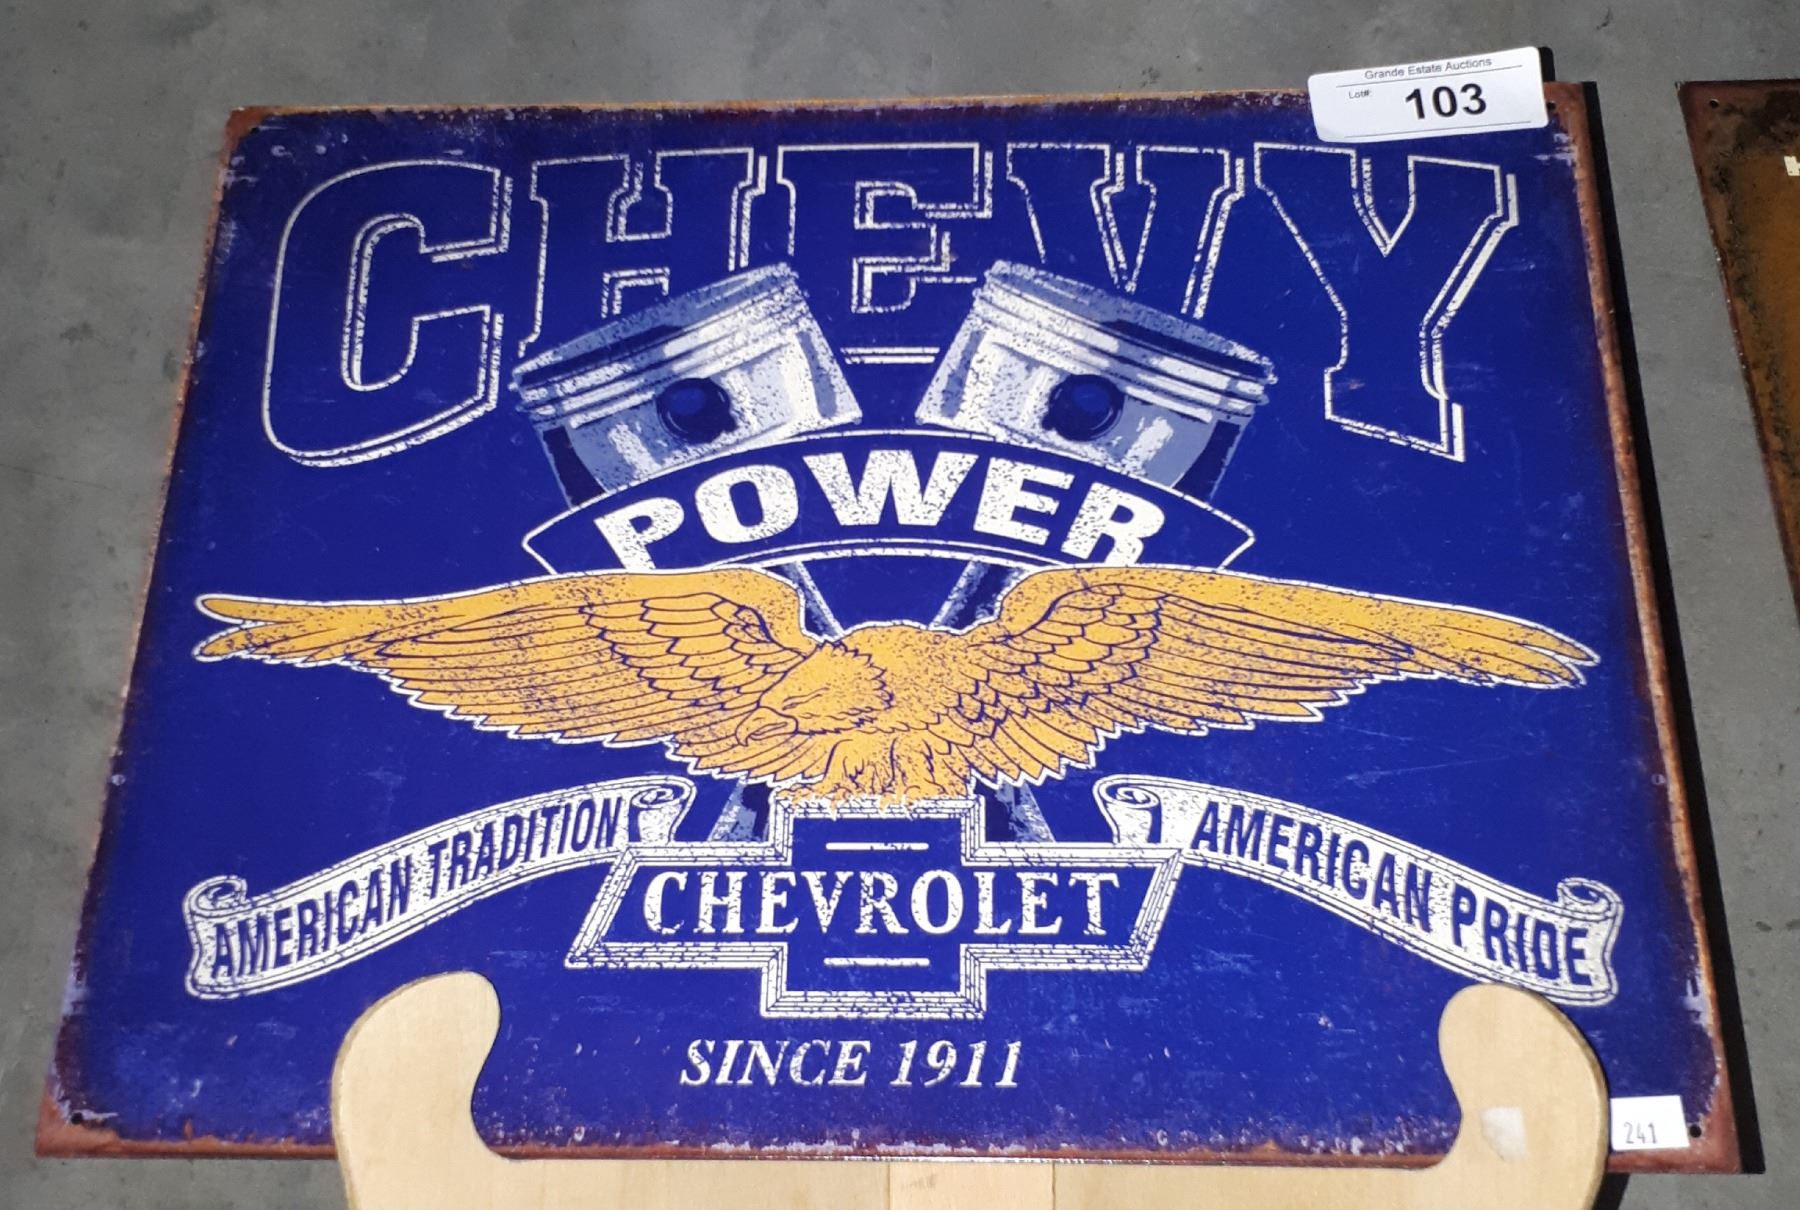 Grande Estate Auctions
Lot#: 103
CHEVY
POWER
AMERICAN TRADITION
AMERICAN PRIDE
CHEVROLET
SINCE 1911
241